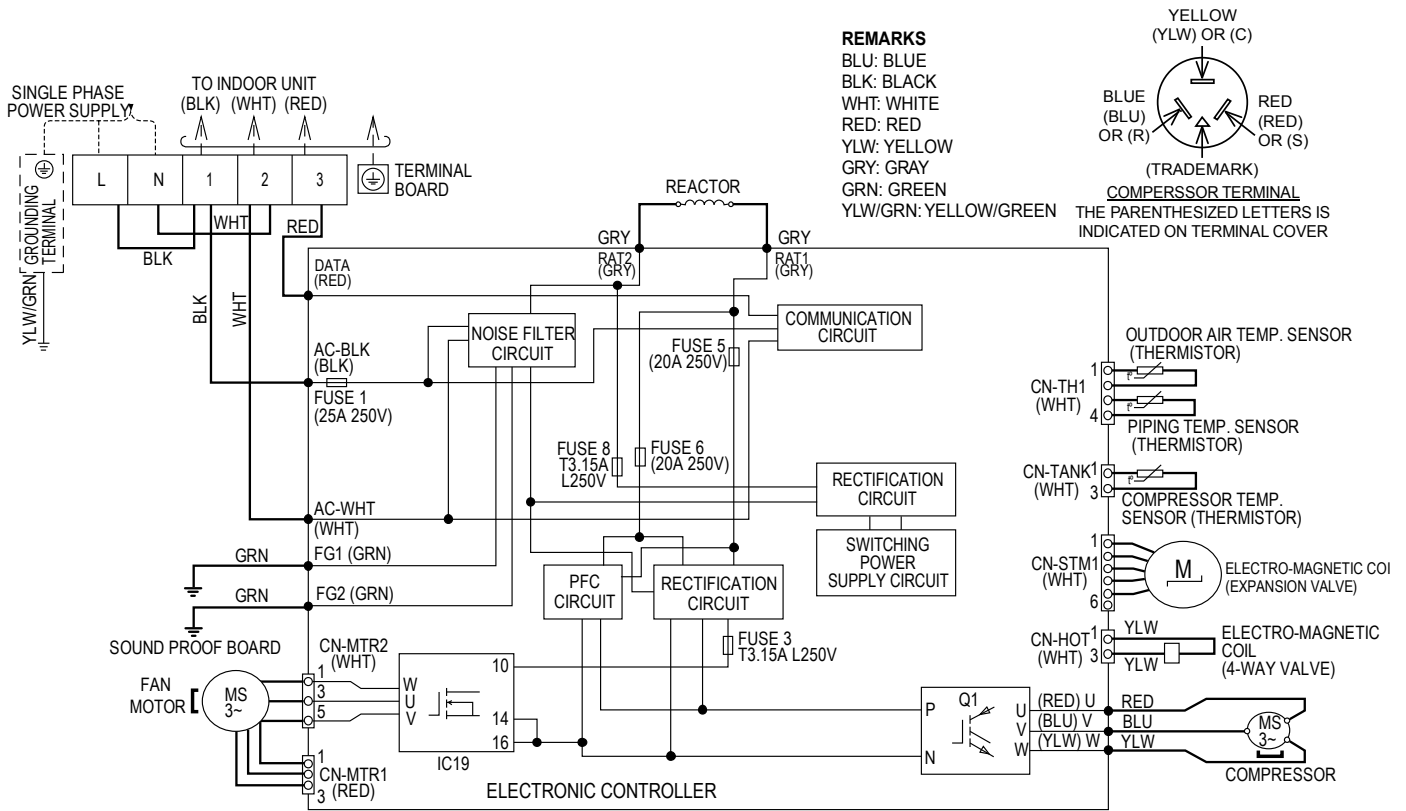 REMARKS
BLU: BLUE
BLK: BLACK
WHT: WHITE
RED: RED
YLW: YELLOW
GRY: GRAY
GRN: GREEN
YLW/GRN: YELLOW/GREEN
YELLOW
(YLW) OR (C)
BLUE
(BLU)
OR (R)
RED
(RED)
OR (S)
(TRADEMARK)
COMPERSSOR TERMINAL
THE PARENTHESIZED LETTERS IS
INDICATED ON TERMINAL COVER
SINGLE PHASE
POWER SUPPLY
TO INDOOR UNIT
(BLK) (WHT) (RED)
GROUNDING
TERMINAL
L N 1 2 3
TERMINAL
BOARD
WHT
RED
BLK
YLW/GRN
BLK
WHT
REACTOR
GRY
GRY
RAT2
(GRY)
RAT1
(GRY)
DATA
(RED)
NOISE FILTER
CIRCUIT
COMMUNICATION
CIRCUIT
AC-BLK
(BLK)
FUSE 1
(25A 250V)
FUSE 5
(20A 250V)
FUSE 8
T3.15A
L250V
FUSE 6
(20A 250V)
RECTIFICATION
CIRCUIT
SWITCHING
POWER
SUPPLY CIRCUIT
AC-WHT
(WHT)
GRN
FG1 (GRN)
GRN
FG2 (GRN)
PFC
CIRCUIT
RECTIFICATION
CIRCUIT
FUSE 3
T3.15A L250V
SOUND PROOF BOARD
CN-MTR2
(WHT)
FAN
MOTOR
MS
3~
1
3
5
W
U
V
10
14
16
IC19
1
CN-MTR1
3 (RED)
ELECTRONIC CONTROLLER
P
N
Q1
U
V
W
(RED) U
(BLU) V
(YLW) W
RED
BLU
YLW
MS
3~
COMPRESSOR
OUTDOOR AIR TEMP. SENSOR
(THERMISTOR)
1
CN-TH1
(WHT)
4
t°
t°
PIPING TEMP. SENSOR
(THERMISTOR)
CN-TANK 1
(WHT) 3
t°
COMPRESSOR TEMP.
SENSOR (THERMISTOR)
1
CN-STM1
(WHT)
6
M
ELECTRO-MAGNETIC COI
(EXPANSION VALVE)
CN-HOT 1
(WHT) 3
YLW
YLW
ELECTRO-MAGNETIC
COIL
(4-WAY VALVE)